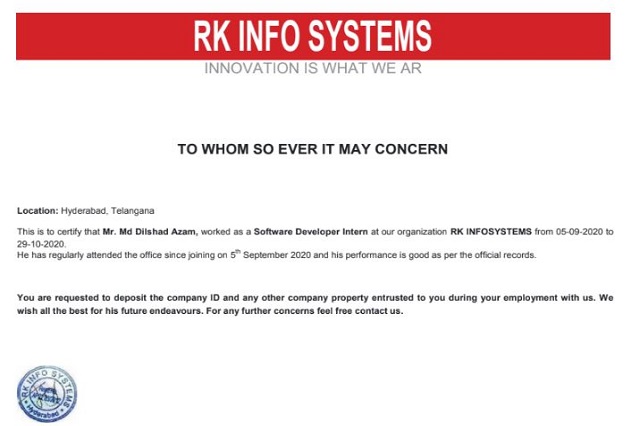 RK INFO SYSTEMS
INNOVATION IS WHAT WE AR
TO WHOM SO EVER IT MAY CONCERN
Location: Hyderabad, Telangana
This is to certify that Mr. Md Dilshad Azam, worked as a Software Developer Intern at our organization RK INFOSYSTEMS from 05-09-2020 to
29-10-2020.
He has regularly attended the office since joining on 5th September 2020 and his performance is good as per the official records.
You are requested to deposit the company ID and any other company property entrusted to you during your employment with us. We
wish all the best for his future endeavours. For any further concerns feel free contact us.
RK INFO SYSTEMS
Hyderabad